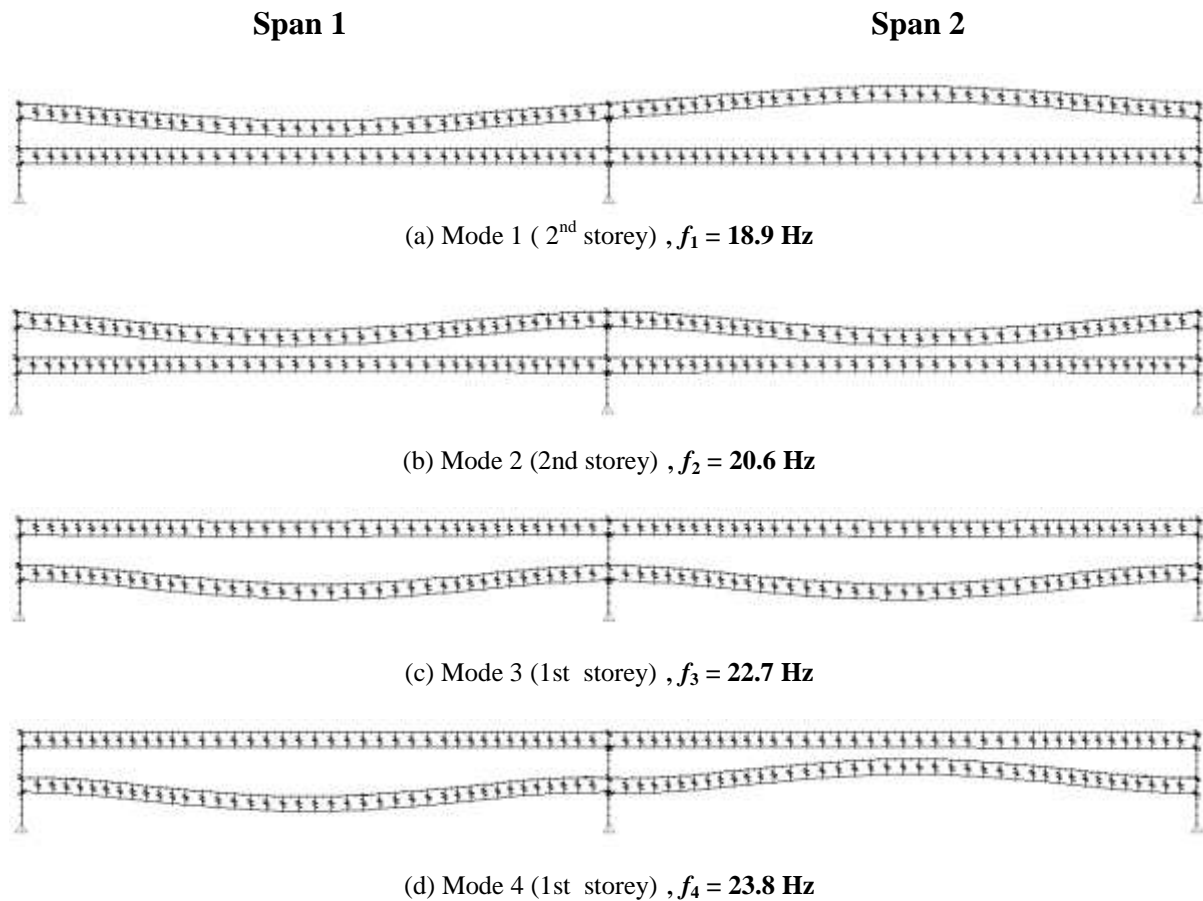 Span 1 Span 2
(a) Mode 1 ( 2nd storey) , f1 = 18.9 Hz
(b) Mode 2 (2nd storey) , f2 = 20.6 Hz
(c) Mode 3 (1st storey) , f3 = 22.7 Hz
(d) Mode 4 (1st storey) , f4 = 23.8 Hz